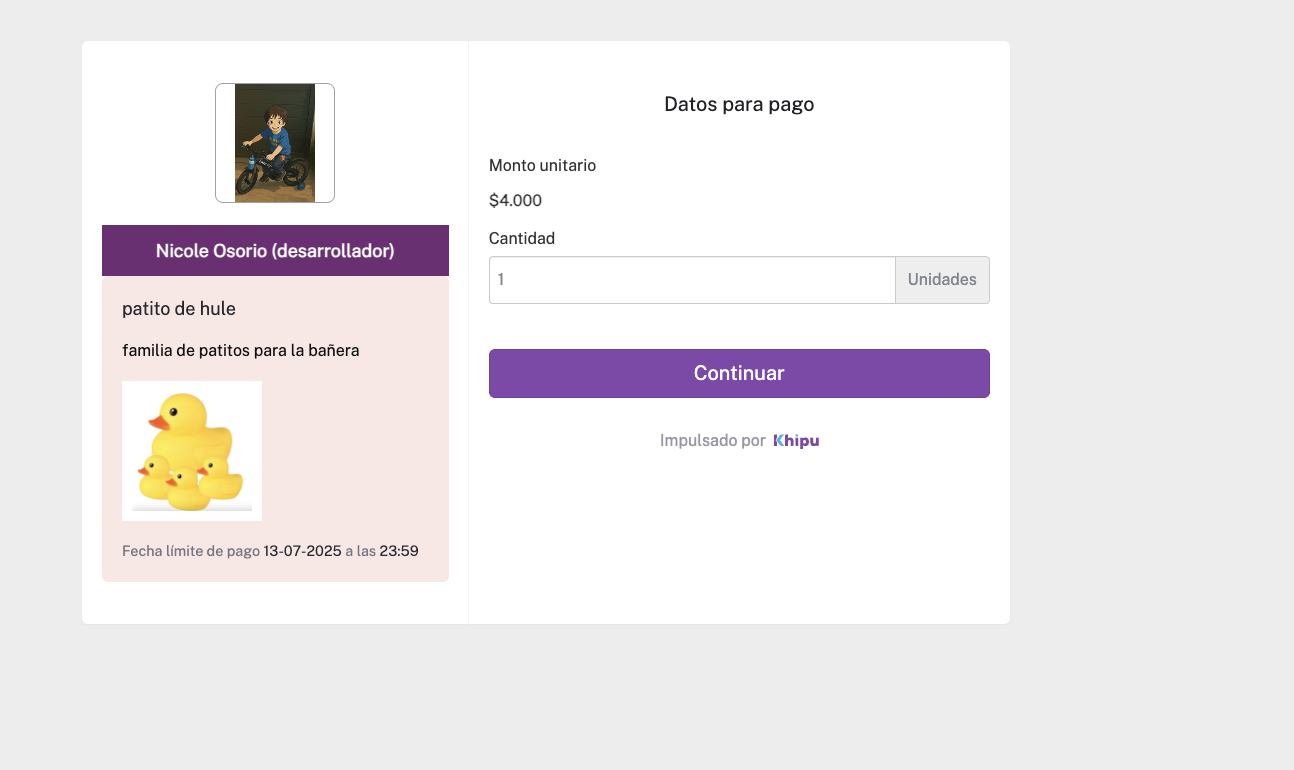 Nicole Osorio (desarrollador)
patito de hule
familia de patitos para la bañera
Fecha límite de pago 13-07-2025 a las 23:59
Datos para pago
Monto unitario
$4.000
Cantidad
1 Unidades
Continuar
Impulsado por Khipu